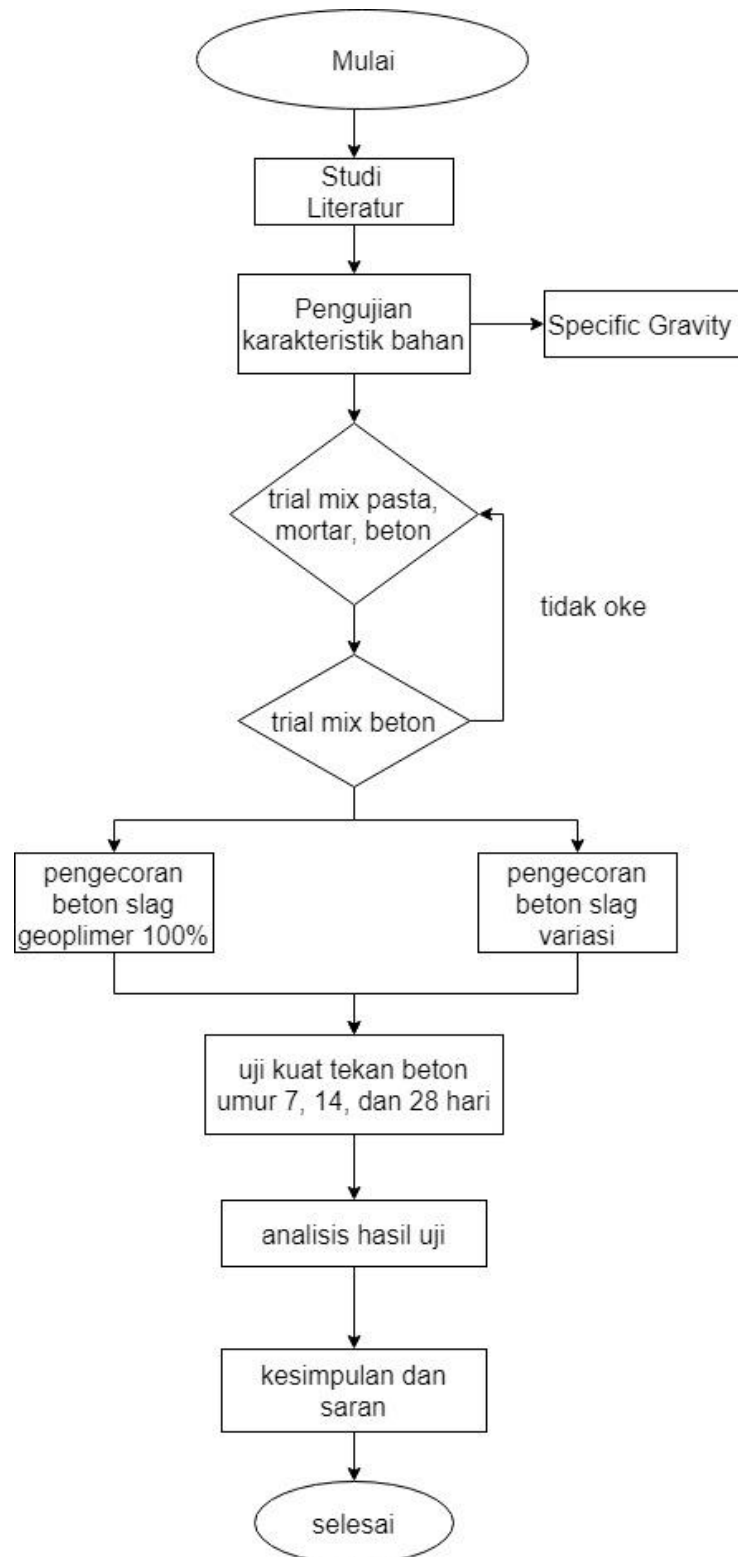 Mulai
Studi
Literatur
Pengujian
karakteristik bahan
Specific Gravity
trial mix pasta,
mortar, beton
tidak oke
trial mix beton
pengecoran
beton slag
geoplimer 100%
pengecoran
beton slag
variasi
uji kuat tekan beton
umur 7, 14, dan 28 hari
analisis hasil uji
kesimpulan dan
saran
selesai